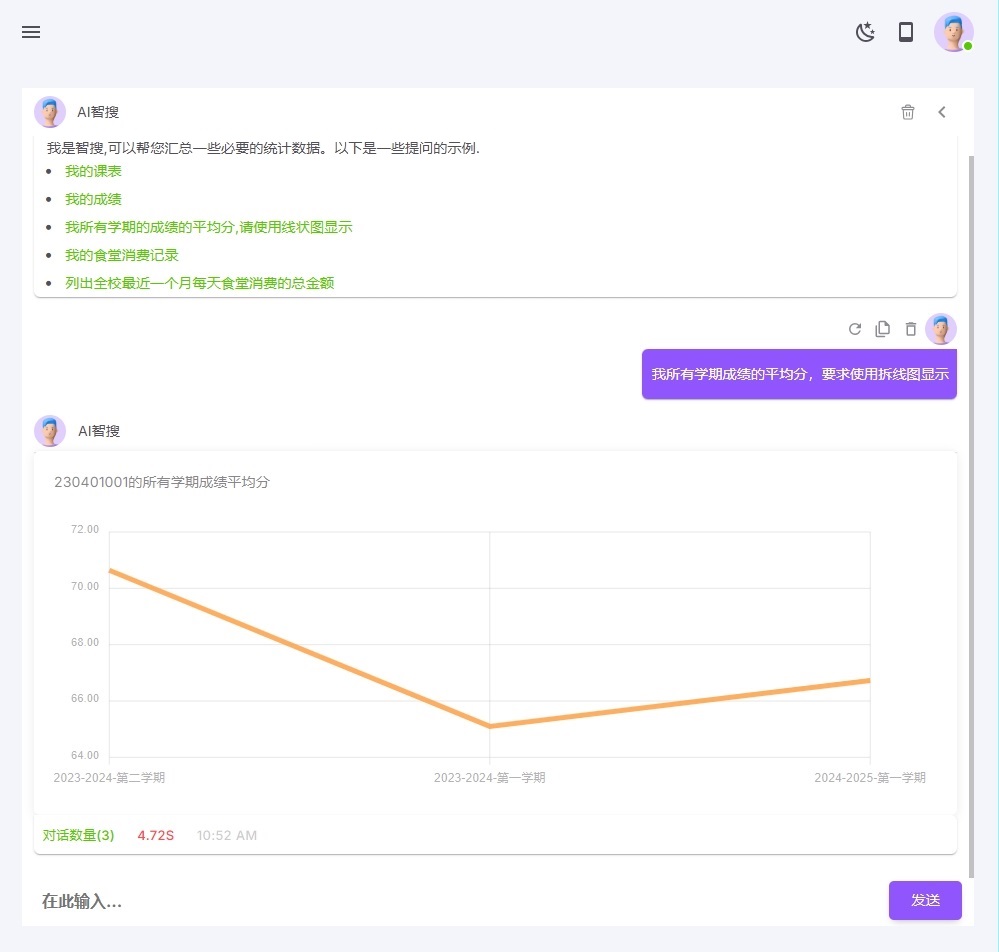 AI智搜
我是智搜,可以帮您汇总一些必要的统计数据。以下是一些提问的示例.
我的课表
我的成绩
我所有学期的成绩的平均分,请使用线状图显示
我的食堂消费记录
列出全校最近一个月每天食堂消费的总金额
我所有学期成绩的平均分，要求使用拆线图显示
AI智搜
230401001的所有学期成绩平均分
72.00
70.00
68.00
66.00
64.00
2023-2024-第二学期 2023-2024-第一学期 2024-2025-第一学期
对话数量(3) 4.72S 10:52 AM
在此输入... 发送